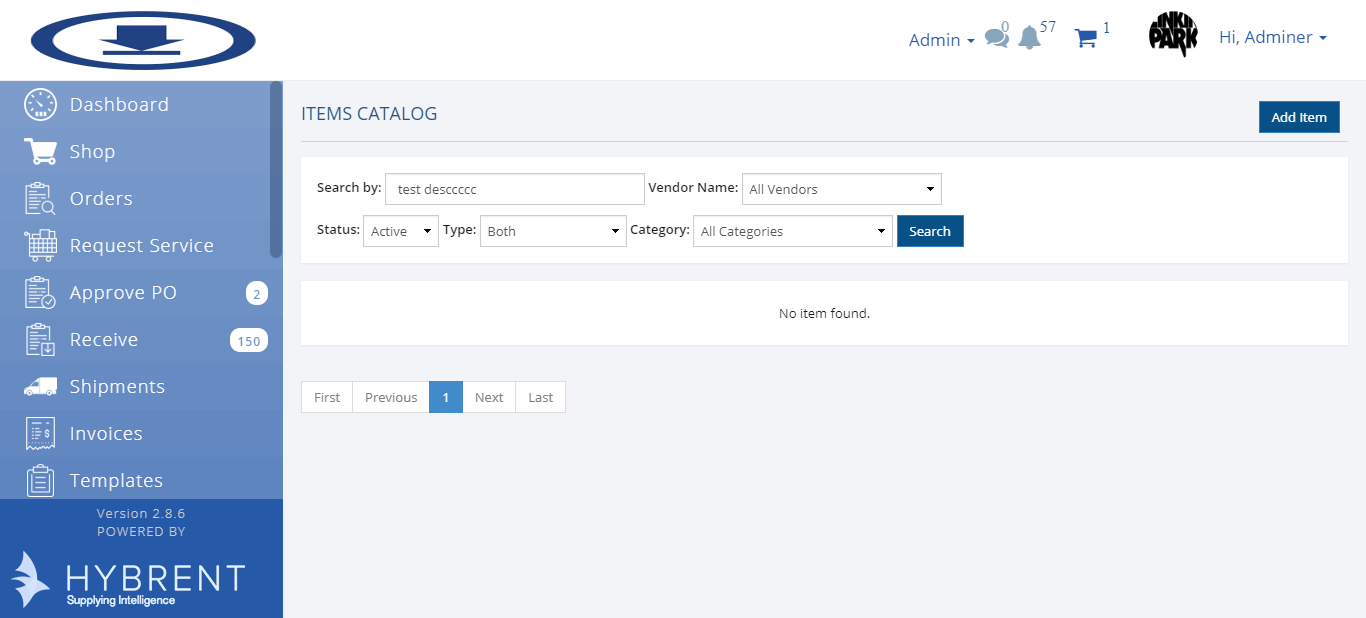 Admin 0 57 1 LINKIN PARK Hi, Adminer
Dashboard
Shop
Orders
Request Service
Approve PO 2
Receive 150
Shipments
Invoices
Templates
Version 2.8.6
POWERED BY
HYBRENT
Supplying Intelligence
ITEMS CATALOG Add Item
Search by: test desccccc Vendor Name: All Vendors
Status: Active Type: Both Category: All Categories Search
No item found.
First Previous 1 Next Last